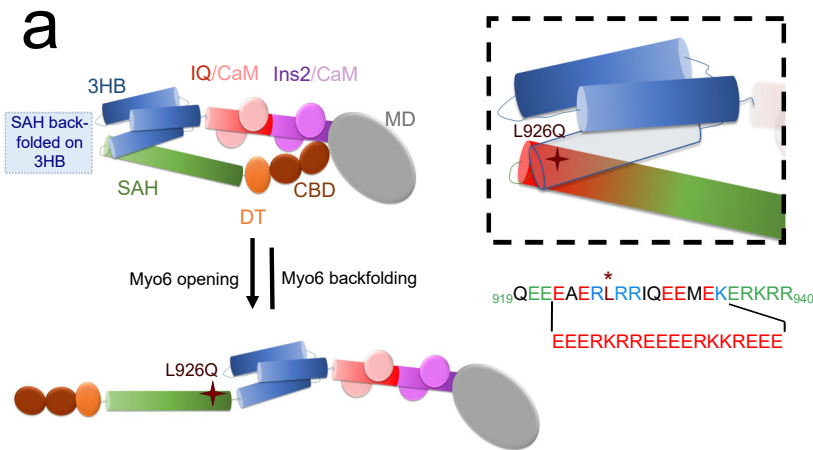 a
IQ/CaM Ins2/CaM
3HB
MD
SAH back-
folded on
3HB
SAH
CBD
DT
L926Q
Myo6 opening
Myo6 backfolding
*
919QEEEAERLRRIQEEMEKERKRR940
EEERKRREEEERKKREEE
L926Q